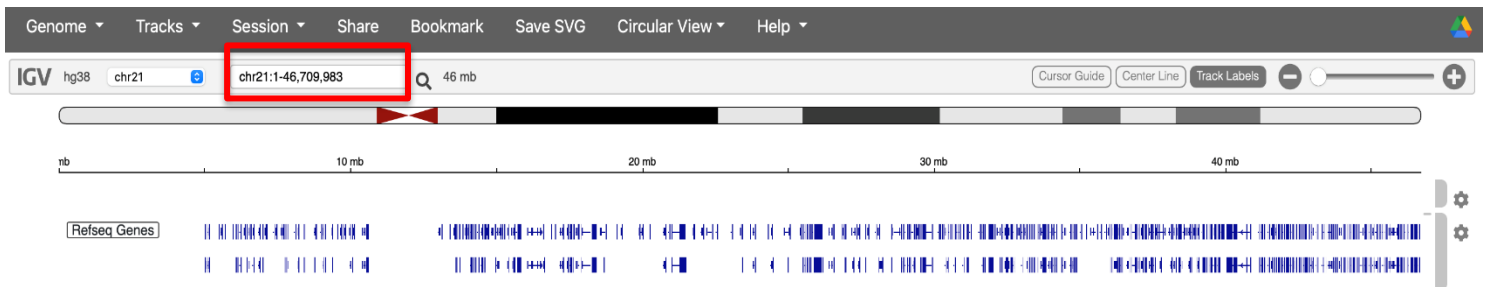 Genome Tracks Session Share Bookmark Save SVG Circular View Help
IGV hg38 chr21 chr21:1-46,709,983 46 mb Cursor Guide Center Line Track Labels
mb 10 mb 20 mb 30 mb 40 mb
Refseq Genes